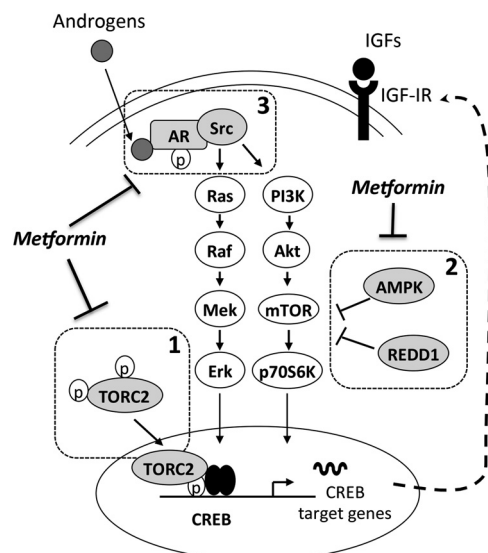 Androgens
IGFs
IGF-IR
3
AR
Src
p
Ras
PI3K
Metformin
Metformin
Raf
Akt
2
AMPK
Mek
mTOR
1
REDD1
p
p
TORC2
Erk
p70S6K
TORC2
p
CREB
CREB
target genes